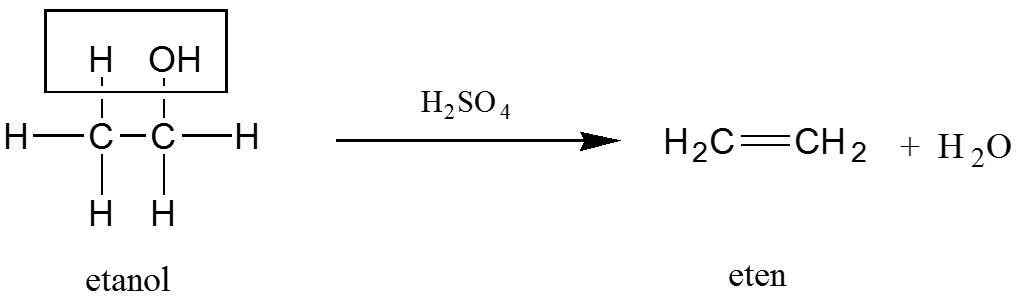 H OH
H C C H
H H
H₂SO₄
H₂C CH₂ + H₂O
etanol
eten